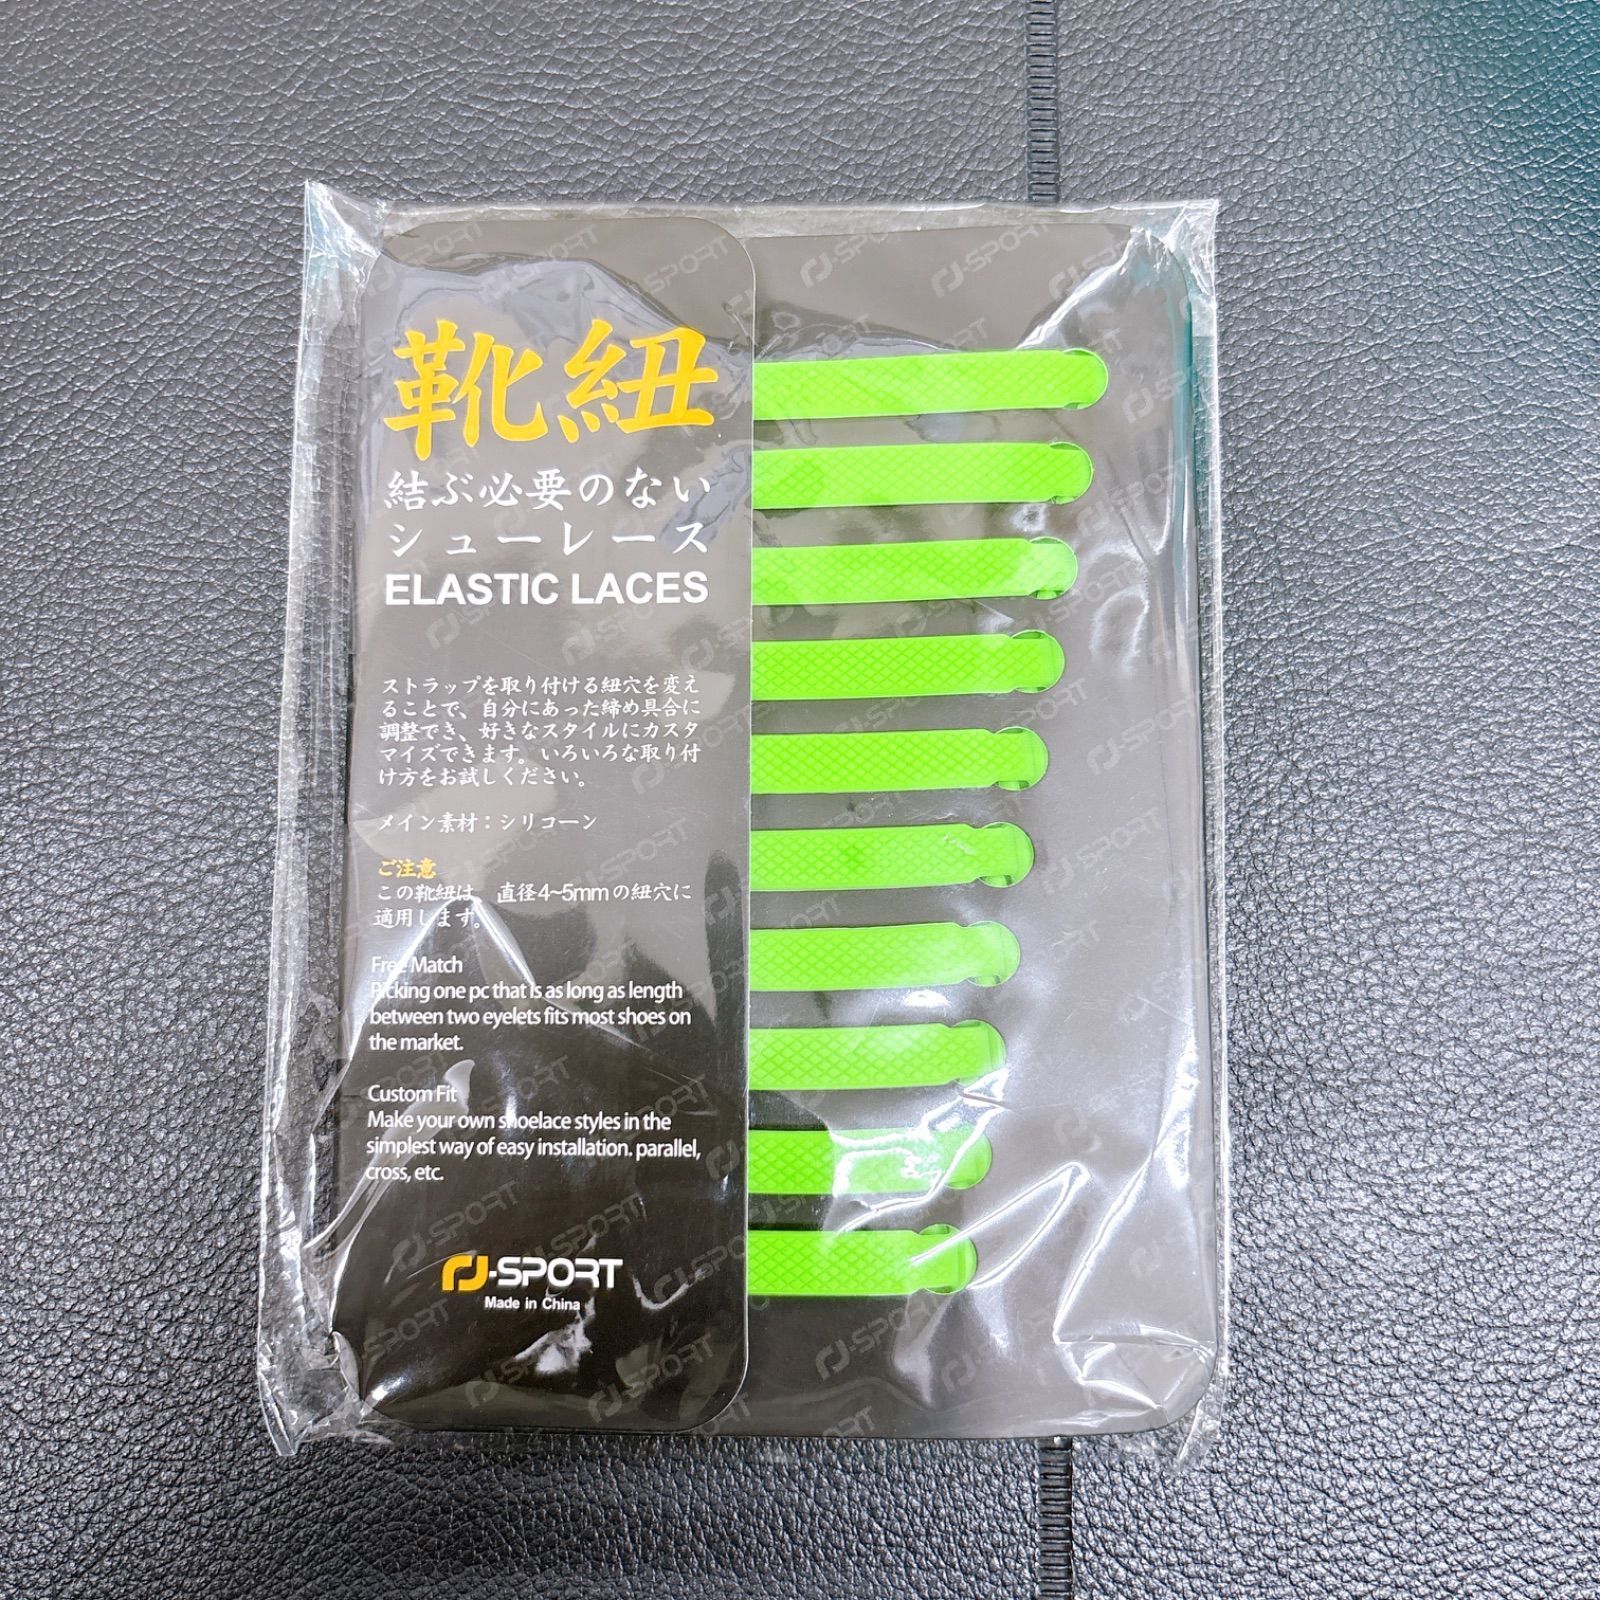 靴紐
結ぶ必要のない
シューレース
ELASTIC LACES
ストラップを取り付ける紐穴を変え
ることで、自分にあった締め具合に
調整でき、好きなスタイルにカスタ
マイズできます。いろいろな取り付
け方をお試しください。
メイン素材：シリコーン
ご注意
この靴紐は、直径4~5mmの紐穴に
適用します。
Free Match
Picking one pc that is as long as length
between two eyelets fits most shoes on
the market.
Custom Fit
Make your own shoelace styles in the
simplest way of easy installation. parallel,
cross, etc.
RJ-SPORT
Made in China